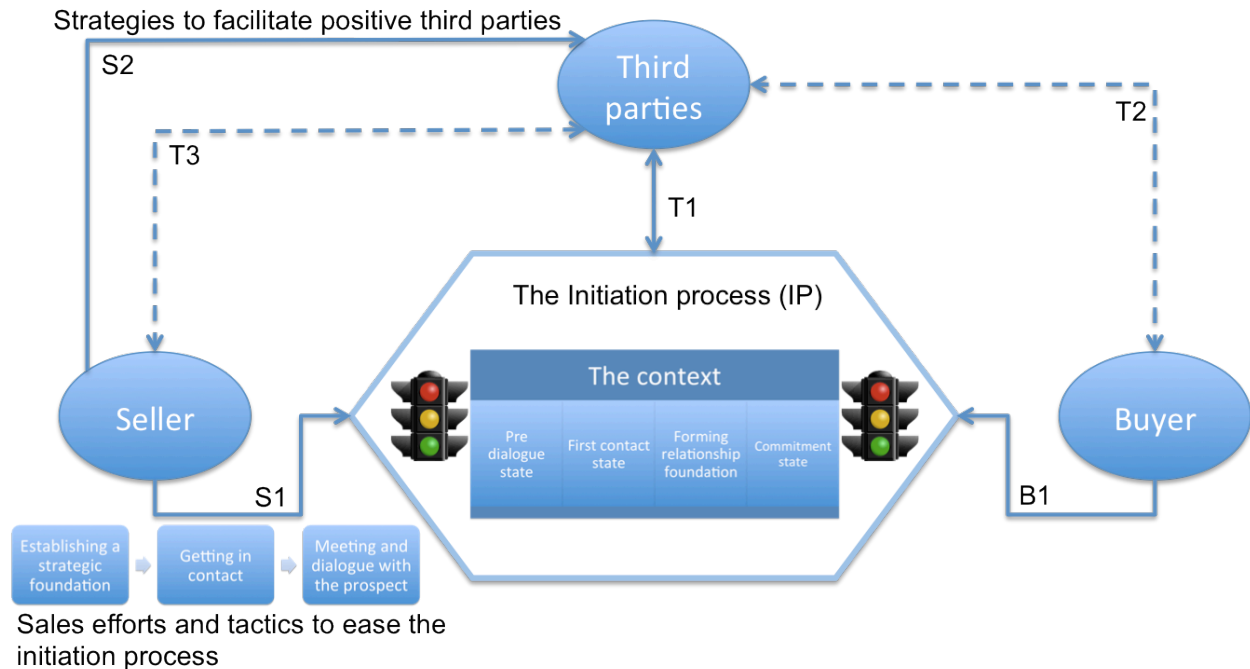 Strategies to facilitate positive third parties
S2
Third
parties
T2
T3
T1
The Initiation process (IP)
The context
Pre
dialogue
state
First contact
state
Forming
relationship
foundation
Commitment
state
Seller
Buyer
S1
B1
Establishing a
strategic
foundation
Getting in
contact
Meeting and
dialogue with
the prospect
Sales efforts and tactics to ease the
initiation process